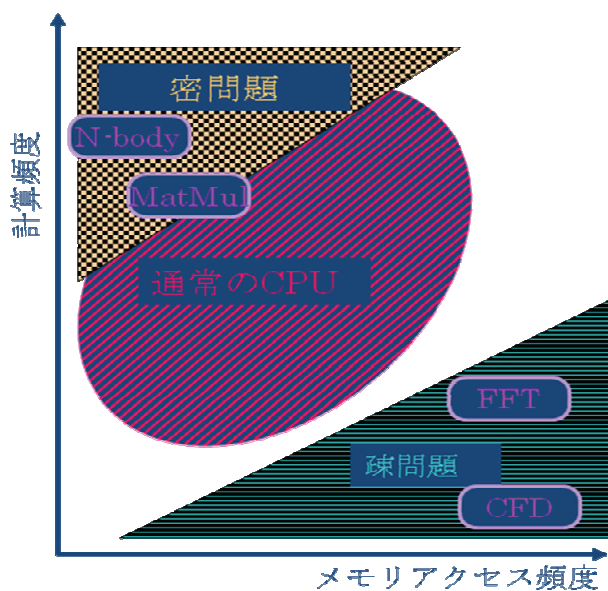 密問題
N-body
MatMul
計算頻度
通常のCPU
FFT
疎問題
CFD
メモリアクセス頻度